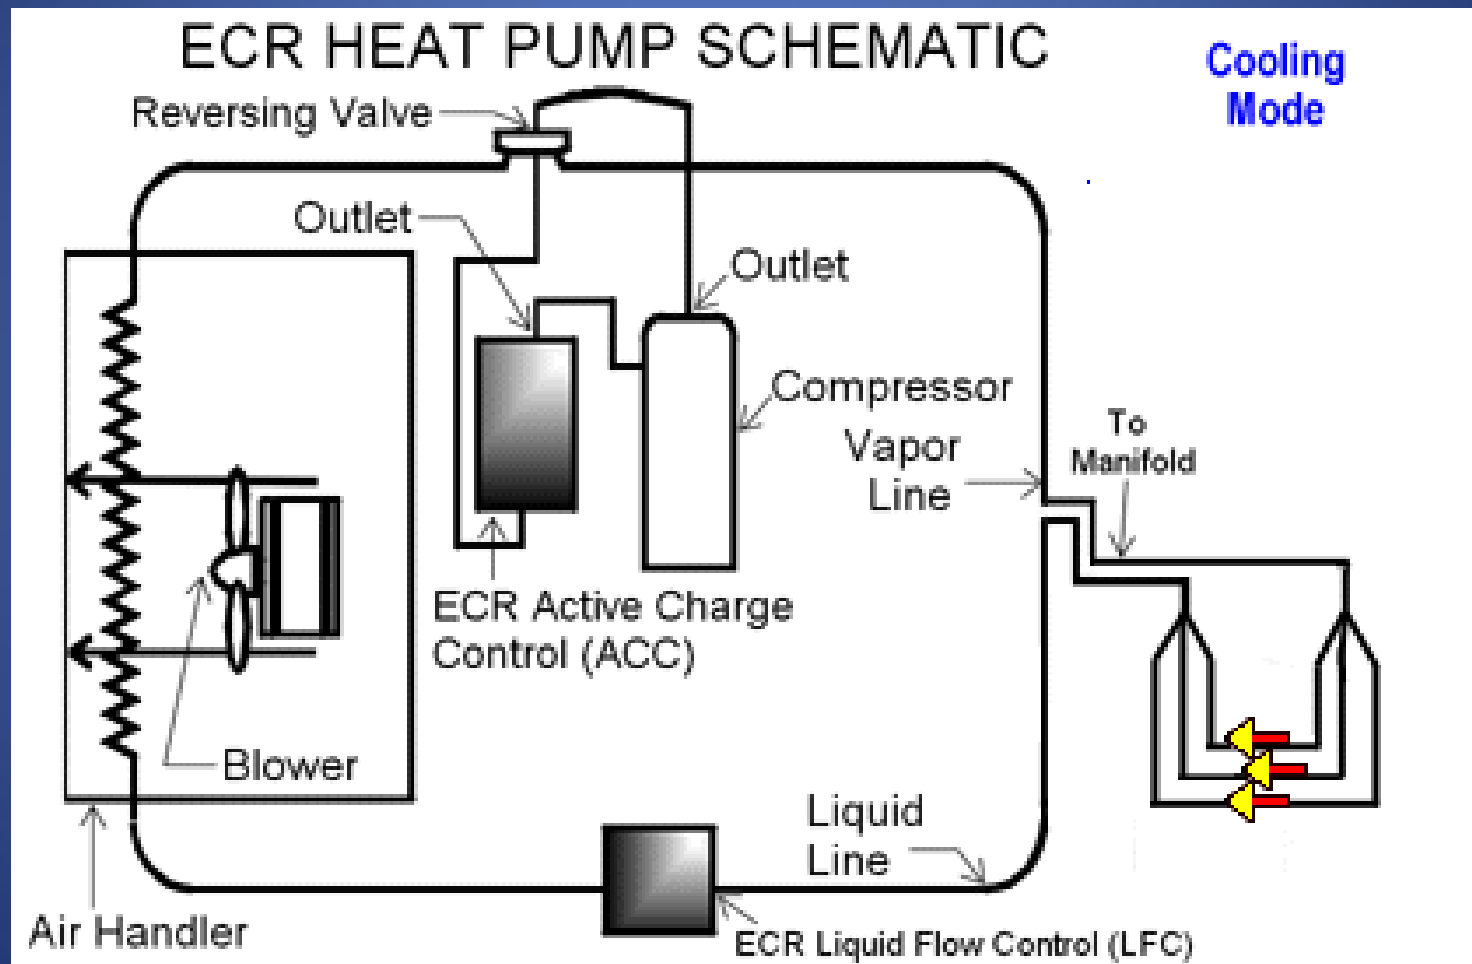 ECR HEAT PUMP SCHEMATIC
Cooling
Mode
Reversing Valve
Outlet
Outlet
Compressor
Vapor
Line
To
Manifold
ECR Active Charge
Control (ACC)
Blower
Liquid
Line
Air Handler
ECR Liquid Flow Control (LFC)